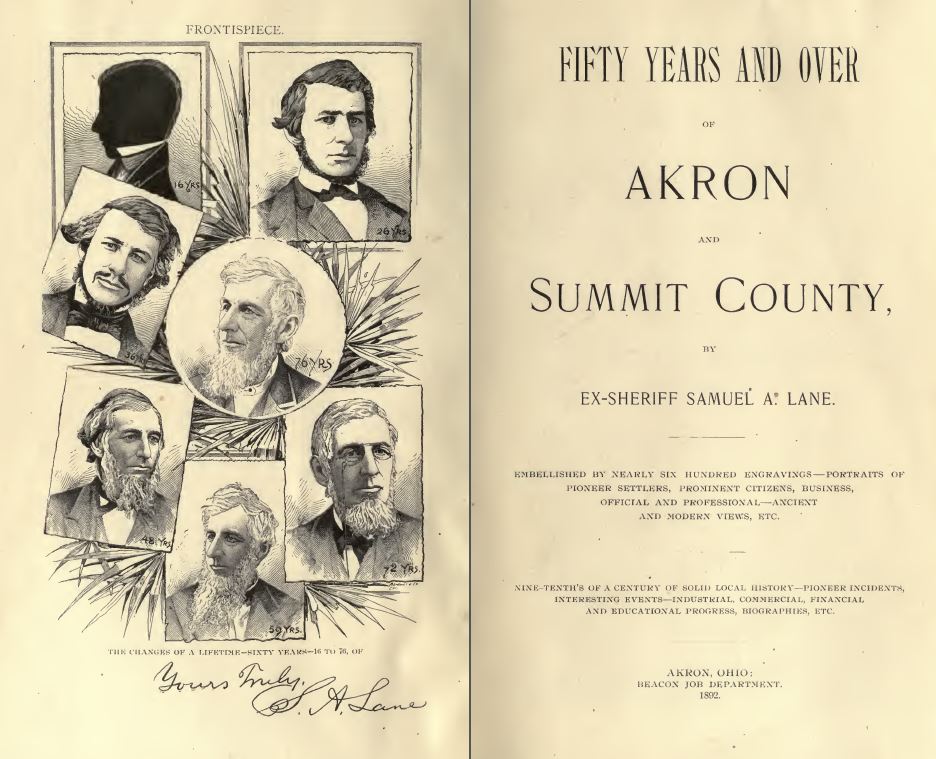 FRONTISPIECE.
16 YRS
26 YRS.
36 YRS
76 YRS
48 YRS.
72 YRS.
59 YRS.
THE CHANGES OF A LIFETIME—SIXTY YEARS—16 TO 76, OF
Yours Truly,
S. A. Lane
FIFTY YEARS AND OVER
OF
AKRON
AND
SUMMIT COUNTY,
BY
EX-SHERIFF SAMUEL A. LANE.
EMBELLISHED BY NEARLY SIX HUNDRED ENGRAVINGS—PORTRAITS OF
PIONEER SETTLERS, PROMINENT CITIZENS, BUSINESS,
OFFICIAL AND PROFESSIONAL—ANCIENT
AND MODERN VIEWS, ETC.
NINE-TENTH'S OF A CENTURY OF SOLID LOCAL HISTORY—PIONEER INCIDENTS,
INTERESTING EVENTS—INDUSTRIAL, COMMERCIAL, FINANCIAL
AND EDUCATIONAL PROGRESS, BIOGRAPHIES, ETC.
AKRON, OHIO:
BEACON JOB DEPARTMENT.
1892.